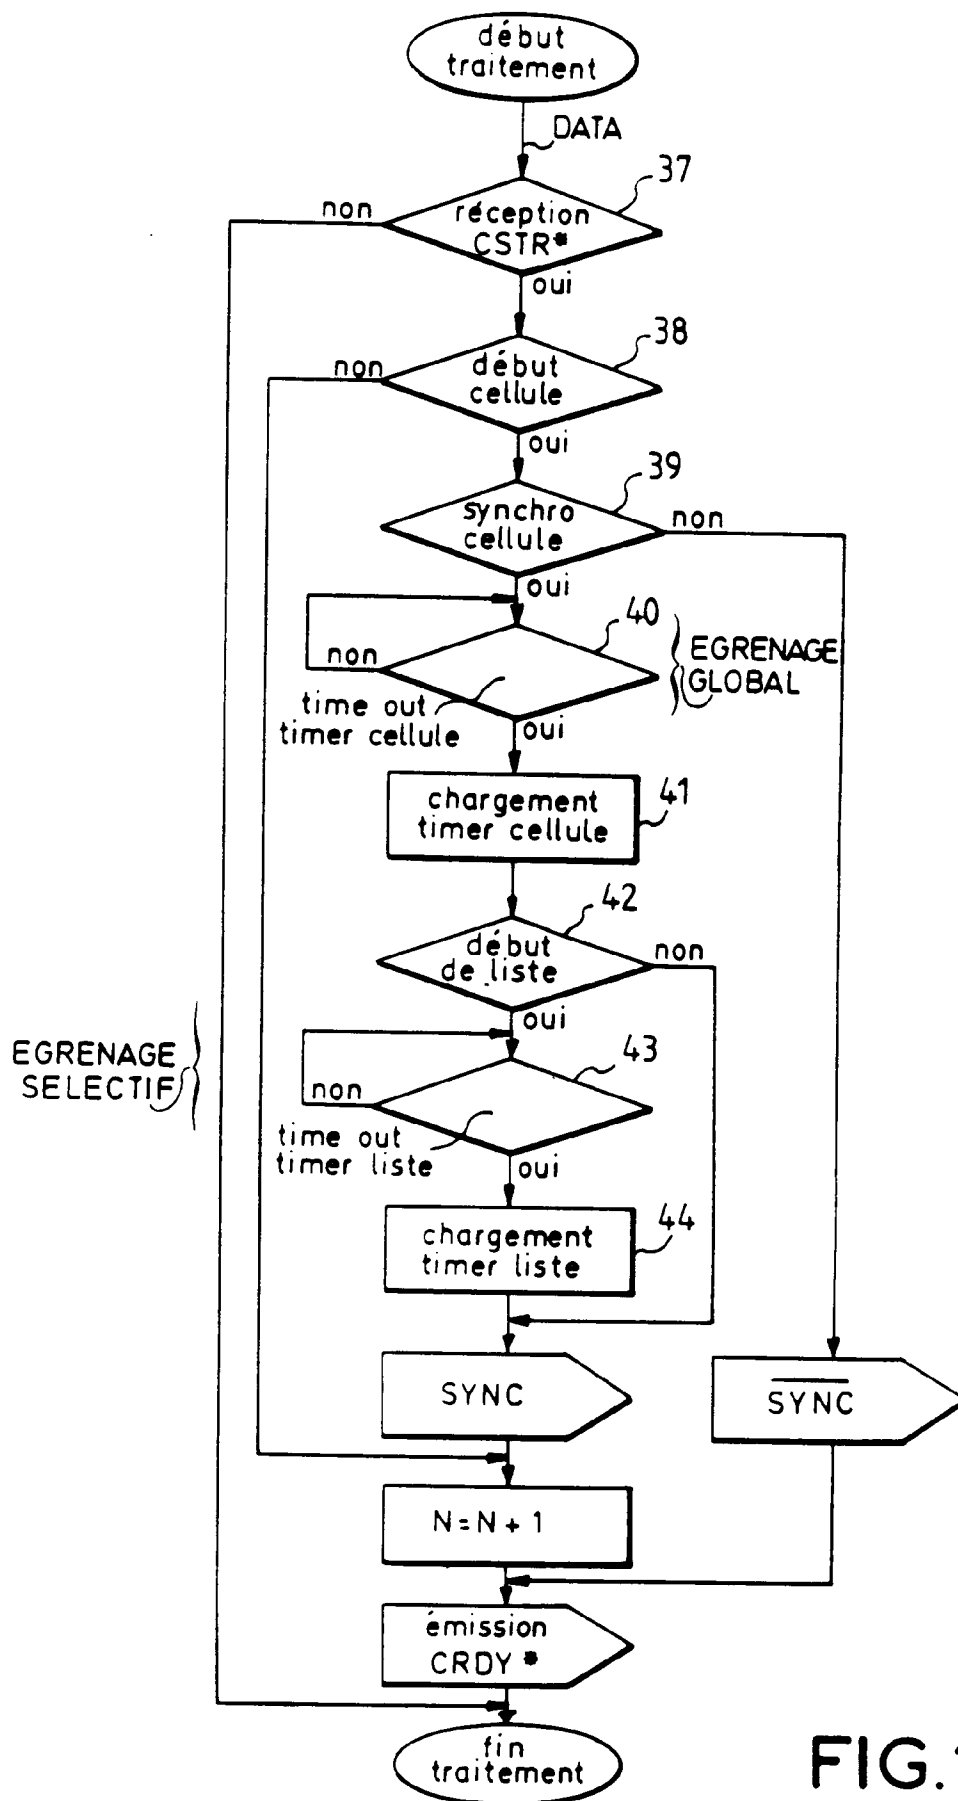 début
traitement
DATA
37
non
réception
CSTR*
oui
38
non
début
cellule
oui
39
synchro
cellule
non
oui
40
non
EGRENAGE
GLOBAL
time out
timer cellule
oui
chargement
timer cellule
41
42
début
de liste
non
oui
EGRENAGE
SELECTIF
43
non
time out
timer liste
oui
44
chargement
timer liste
SYNC
S̅Y̅N̅C̅
N=N+1
émission
CRDY*
fin
traitement
FIG.